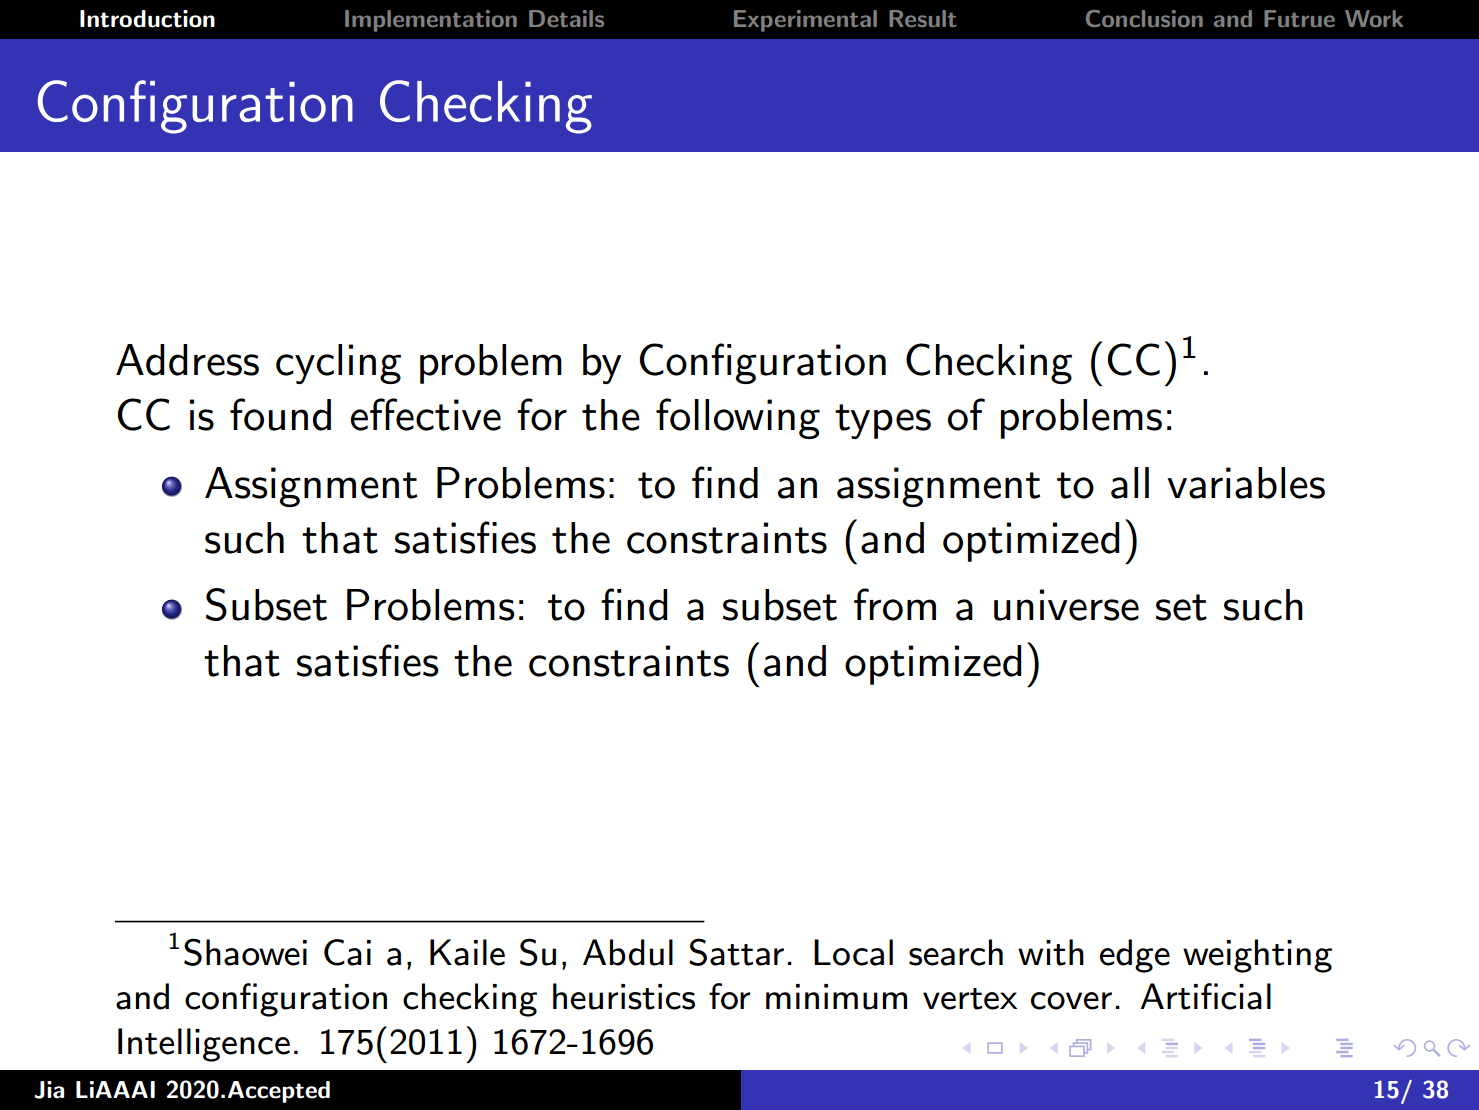 Introduction Implementation Details Experimental Result Conclusion and Futrue Work
Configuration Checking
Address cycling problem by Configuration Checking (CC)¹.
CC is found effective for the following types of problems:
Assignment Problems: to find an assignment to all variables
such that satisfies the constraints (and optimized)
Subset Problems: to find a subset from a universe set such
that satisfies the constraints (and optimized)
¹Shaowei Cai a, Kaile Su, Abdul Sattar. Local search with edge weighting
and configuration checking heuristics for minimum vertex cover. Artificial
Intelligence. 175(2011) 1672-1696
Jia LiAAAI 2020.Accepted 15/ 38